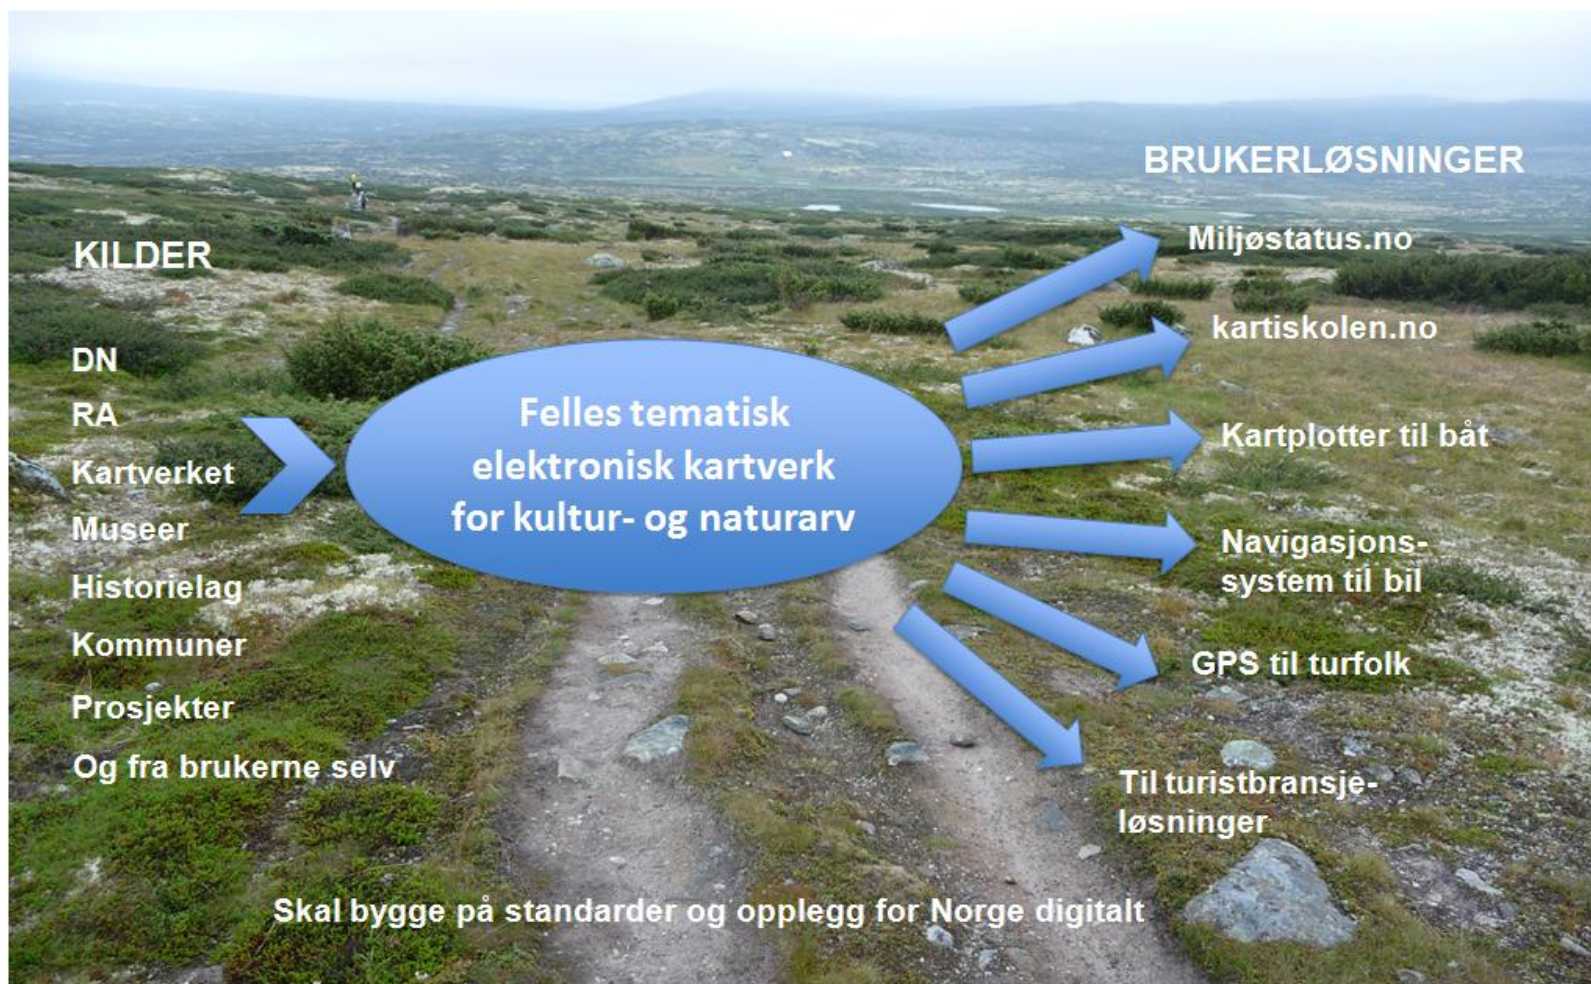 KILDER
DN
RA
Kartverket
Museer
Historielag
Kommuner
Prosjekter
Og fra brukerne selv
Felles tematisk
elektronisk kartverk
for kultur- og naturarv
BRUKERLØSNINGER
Miljøstatus.no
kartiskolen.no
Kartplotter til båt
Navigasjons-
system til bil
GPS til turfolk
Til turistbransje-
løsninger
Skal bygge på standarder og opplegg for Norge digitalt